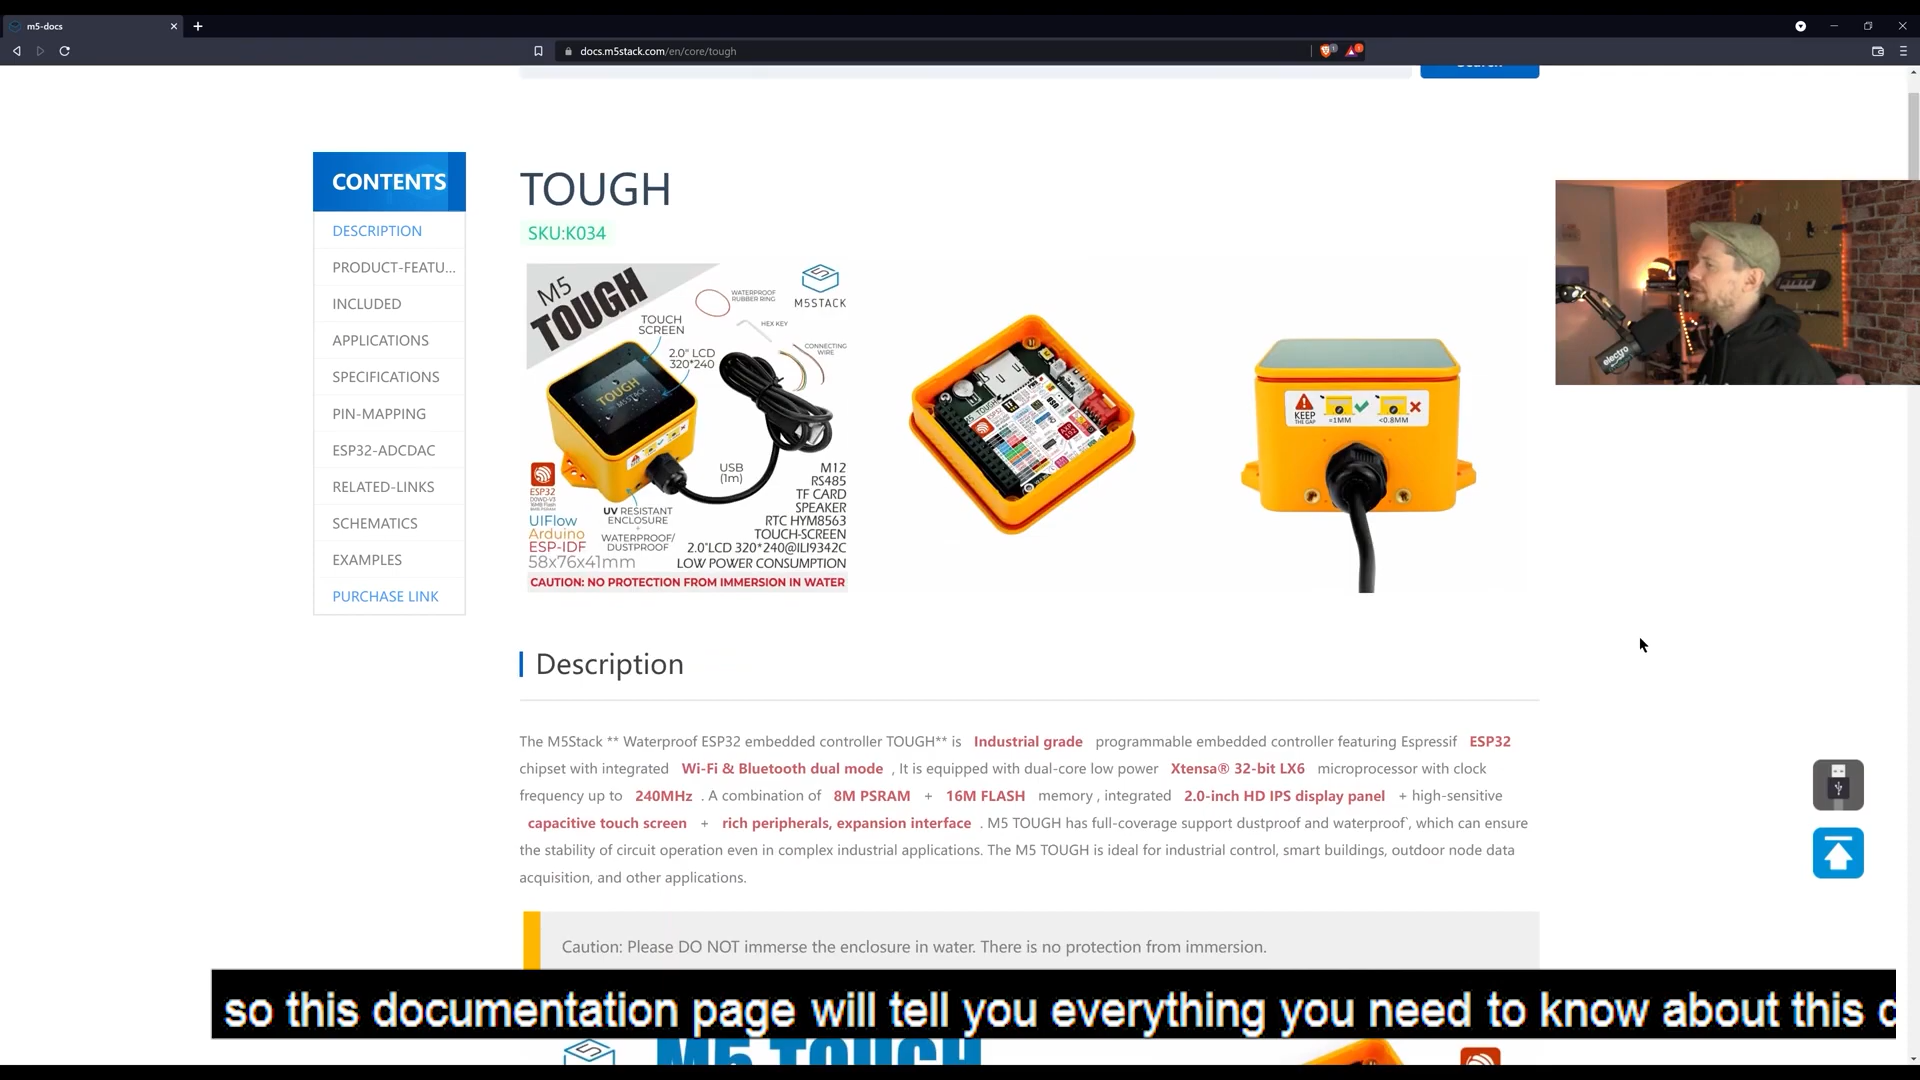 m5-docs
docs.m5stack.com/en/core/tough
CONTENTS
DESCRIPTION
PRODUCT-FEATU...
INCLUDED
APPLICATIONS
SPECIFICATIONS
PIN-MAPPING
ESP32-ADCDAC
RELATED-LINKS
SCHEMATICS
EXAMPLES
PURCHASE LINK
TOUGH
SKU:K034
M5
TOUGH
WATERPROOF
RUBBER RING
M5STACK
TOUCH
SCREEN
HEX KEY
2.0" LCD
320*240
CONNECTING
WIRE
TOUGH
M5STACK
USB
(1m)
ESP32
UIFlow
Arduino
ESP-IDF
58x76x41mm
UV RESISTANT
ENCLOSURE
+
WATERPROOF/
DUSTPROOF
M12
RS485
TF CARD
SPEAKER
RTC HYM8563
TOUCH-SCREEN
2.0"LCD 320*240@ILI9342C
LOW POWER CONSUMPTION
CAUTION: NO PROTECTION FROM IMMERSION IN WATER
KEEP
THE GAP
≈1MM
<0.8MM
electro
Description
The M5Stack ** Waterproof ESP32 embedded controller TOUGH** is Industrial grade programmable embedded controller featuring Espressif ESP32
chipset with integrated Wi-Fi & Bluetooth dual mode , It is equipped with dual-core low power Xtensa® 32-bit LX6 microprocessor with clock
frequency up to 240MHz . A combination of 8M PSRAM + 16M FLASH memory , integrated 2.0-inch HD IPS display panel + high-sensitive
capacitive touch screen + rich peripherals, expansion interface . M5 TOUGH has full-coverage support dustproof and waterproof`, which can ensure
the stability of circuit operation even in complex industrial applications. The M5 TOUGH is ideal for industrial control, smart buildings, outdoor node data
acquisition, and other applications.
Caution: Please DO NOT immerse the enclosure in water. There is no protection from immersion.
so this documentation page will tell you everything you need to know about this
M5 TOUGH